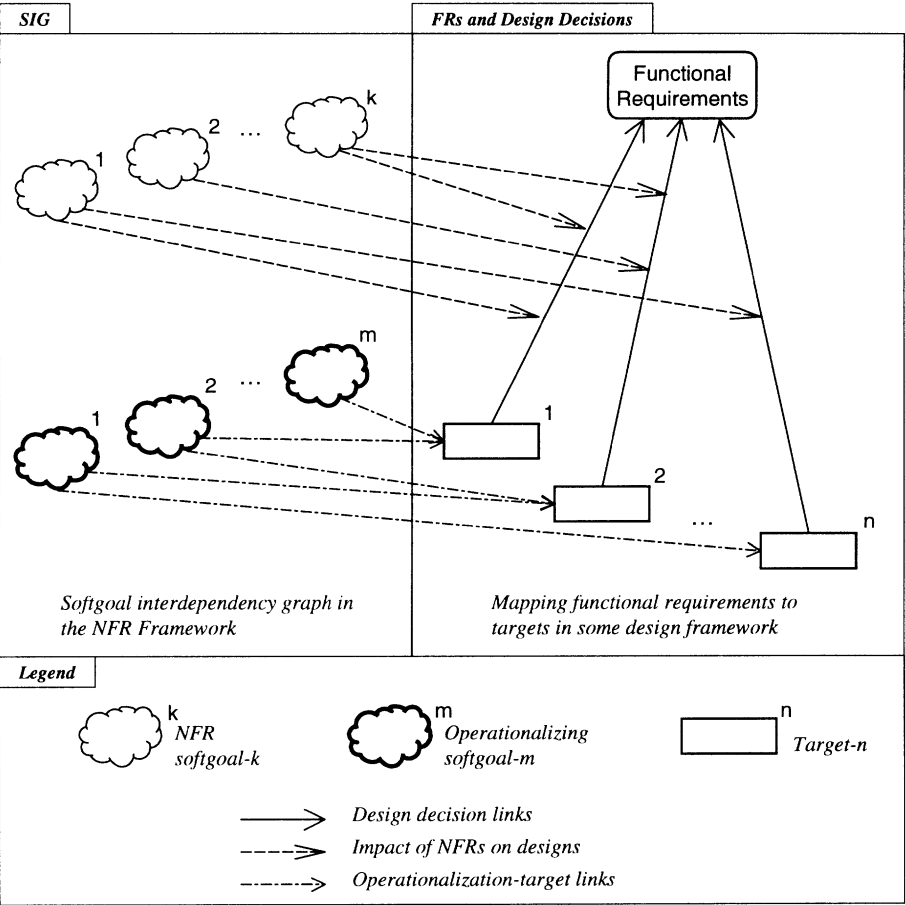 SIG
FRs and Design Decisions
Functional
Requirements
1
2
...
k
1
2
...
m
1
2
...
n
Softgoal interdependency graph in
the NFR Framework
Mapping functional requirements to
targets in some design framework
Legend
k
NFR
softgoal-k
m
Operationalizing
softgoal-m
n
Target-n
Design decision links
Impact of NFRs on designs
Operationalization-target links